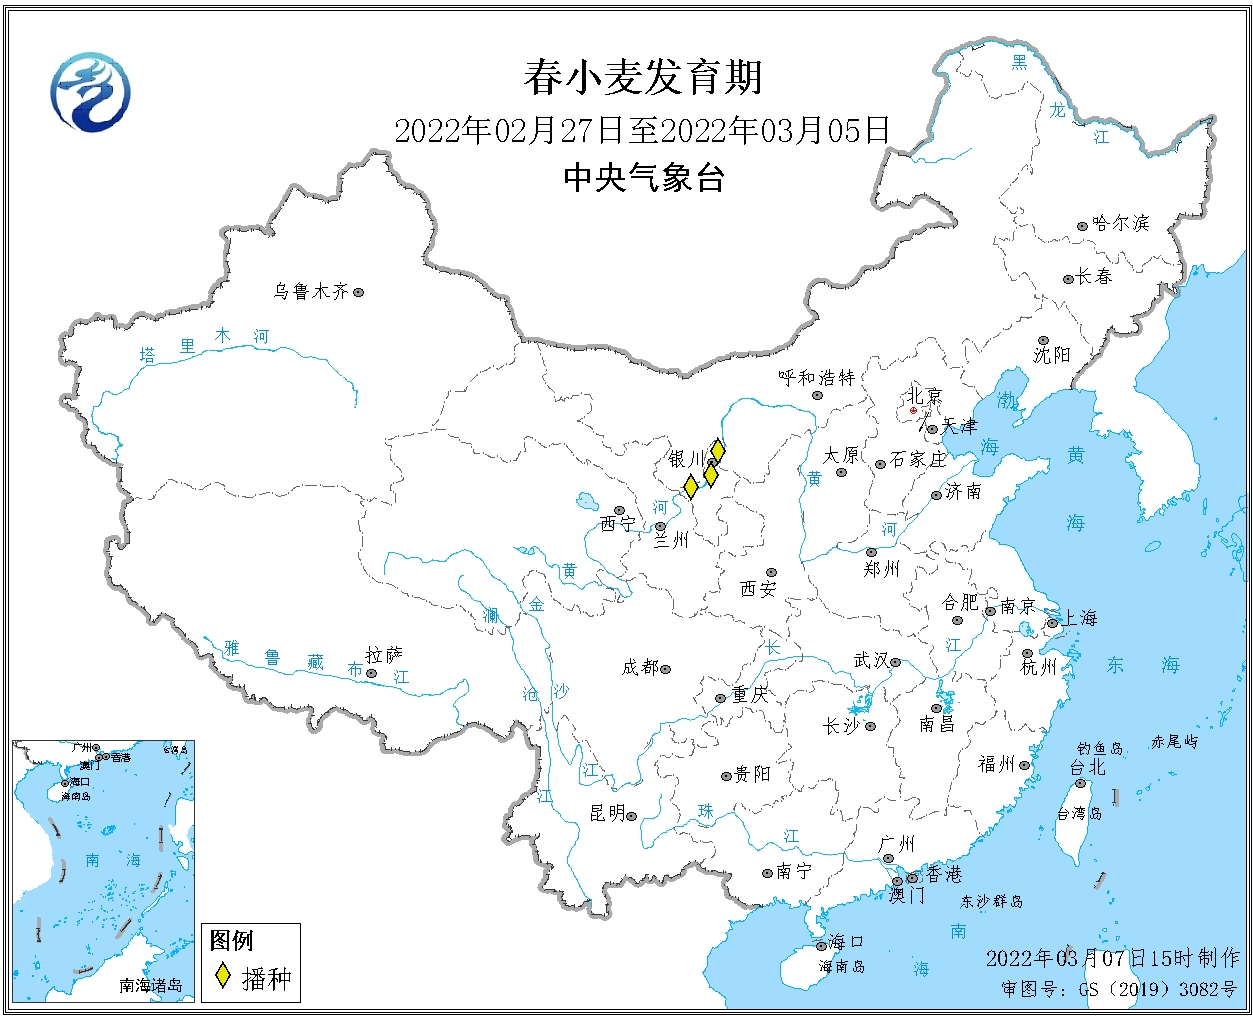 春小麦发育期
2022年02月27日至2022年03月05日
中央气象台
黑
龙
江
哈尔滨
长春
沈阳
乌鲁木齐
塔里木河
呼和浩特
北京
天津
渤
海
黄
海
银川
太原
石家庄
济南
黄
河
西宁
河
兰州
郑州
黄
西安
合肥
南京
上海
金
澜
雅鲁藏布江
拉萨
成都
长
武汉
江
杭州
东海
沧
沙
重庆
长沙
南昌
钓鱼岛
赤尾屿
福州
台北
台湾岛
贵阳
江
江
昆明
珠
江
广州
南宁
香港
澳门
东沙群岛
南
海
海口
海南岛
广州
香港
澳门
海口
海南岛
台湾岛
南海
南海诸岛
图例
播种
2022年03月07日15时制作
审图号：GS（2019）3082号